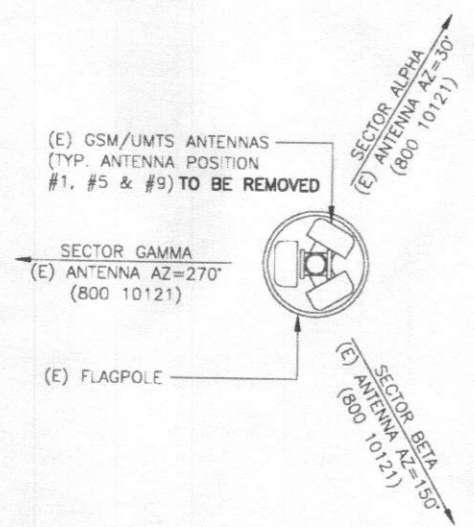 SECTOR ALPHA
(E) ANTENNA AZ=30°
(800 10121)
(E) GSM/UMTS ANTENNAS
(TYP. ANTENNA POSITION
#1, #5 & #9) TO BE REMOVED
SECTOR GAMMA
(E) ANTENNA AZ=270°
(800 10121)
(E) FLAGPOLE
SECTOR BETA
(E) ANTENNA AZ=150°
(800 10121)